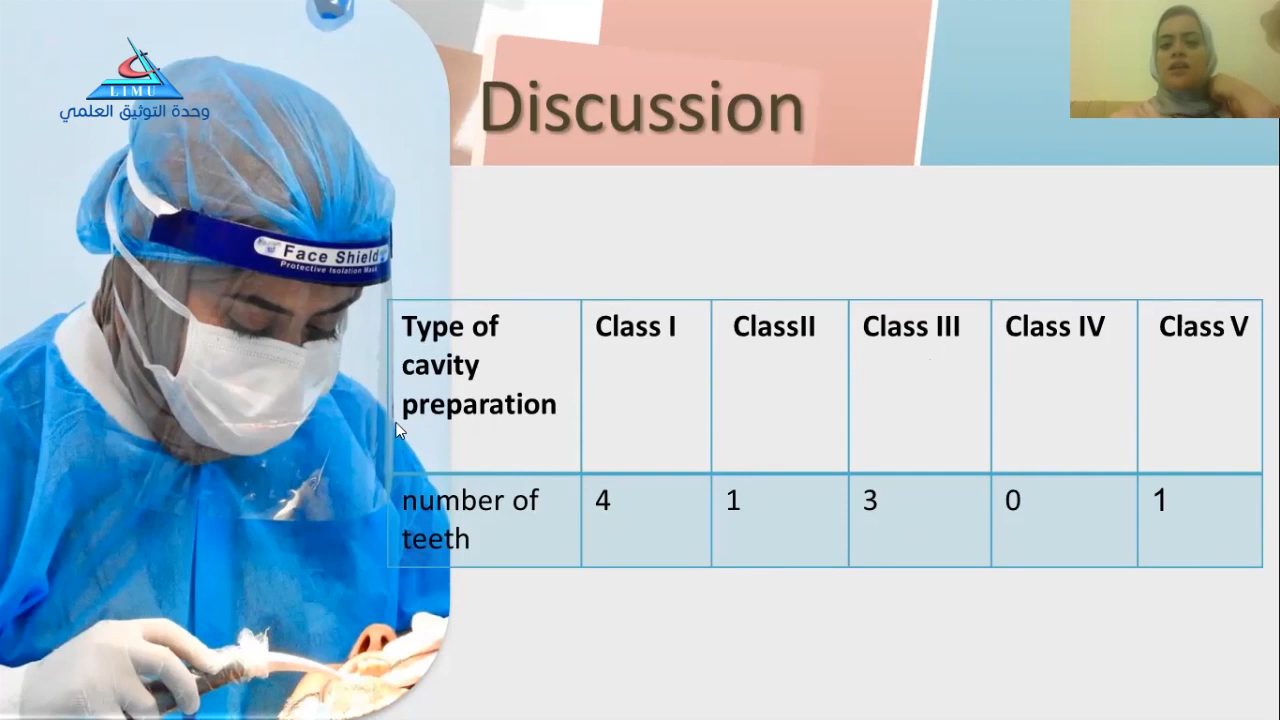 LIMU
وحدة التوثيق العلمي
Discussion
Face Shield
Protective Isolation Mask
Type of cavity preparation
Class I
ClassII
Class III
Class IV
Class V
number of teeth
4
1
3
0
1